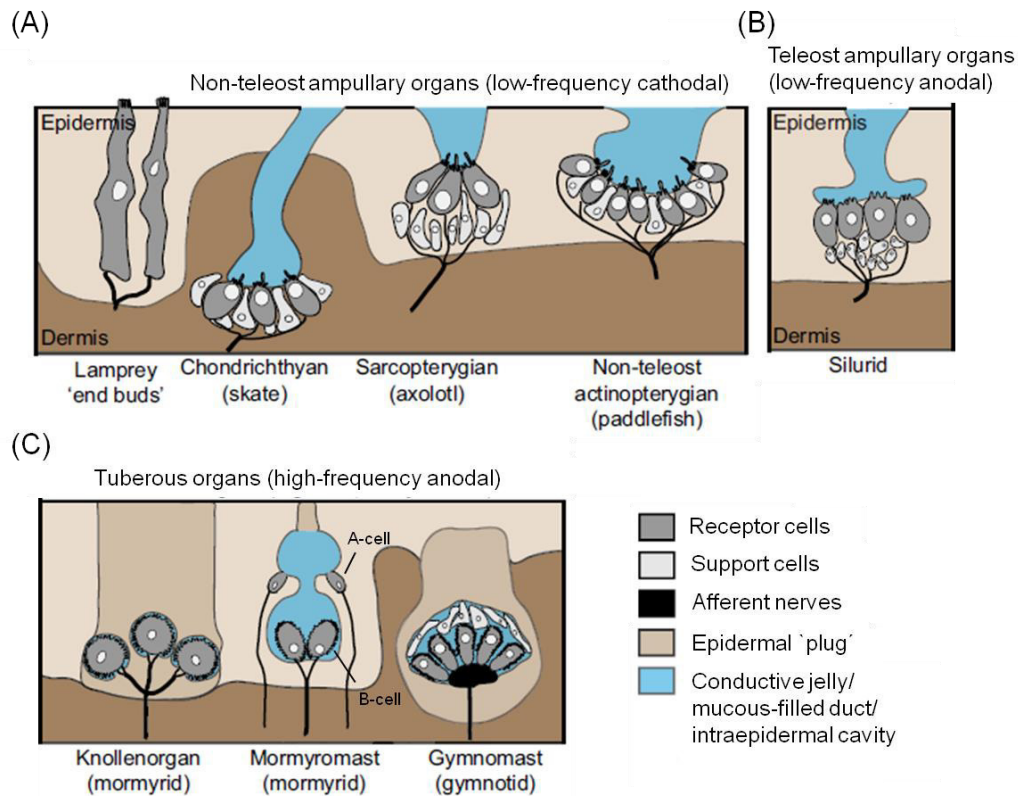 (A)
(B)
Non-teleost ampullary organs (low-frequency cathodal)
Teleost ampullary organs
(low-frequency anodal)
Epidermis
Dermis
Epidermis
Dermis
Lamprey
'end buds'
Chondrichthyan
(skate)
Sarcopterygian
(axolotl)
Non-teleost
actinopterygian
(paddlefish)
Silurid
(C)
Tuberous organs (high-frequency anodal)
A-cell
B-cell
Knollenorgan
(mormyrid)
Mormyromast
(mormyrid)
Gymnomast
(gymnotid)
Receptor cells
Support cells
Afferent nerves
Epidermal `plug´
Conductive jelly/
mucous-filled duct/
intraepidermal cavity